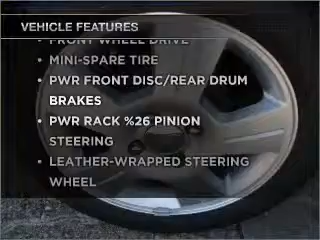 VEHICLE FEATURES
• FRONT WHEEL DRIVE
• MINI-SPARE TIRE
• PWR FRONT DISC/REAR DRUM
BRAKES
• PWR RACK %26 PINION
STEERING
• LEATHER-WRAPPED STEERING
WHEEL